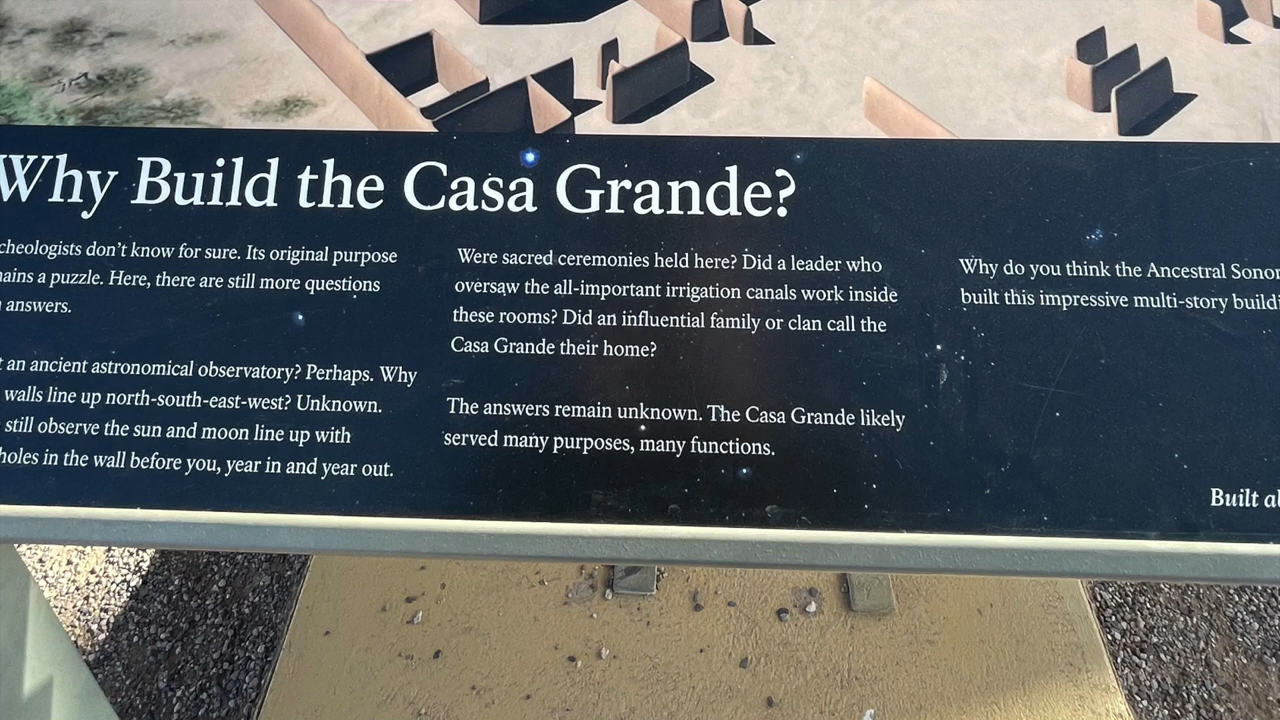 Why Build the Casa Grande?
cheologists don't know for sure. Its original purpose
ains a puzzle. Here, there are still more questions
answers.
an ancient astronomical observatory? Perhaps. Why
walls line up north-south-east-west? Unknown.
still observe the sun and moon line up with
holes in the wall before you, year in and year out.
Were sacred ceremonies held here? Did a leader who
oversaw the all-important irrigation canals work inside
these rooms? Did an influential family or clan call the
Casa Grande their home?
The answers remain unknown. The Casa Grande likely
served many purposes, many functions.
Why do you think the Ancestral Sonor
built this impressive multi-story buildi
Built a